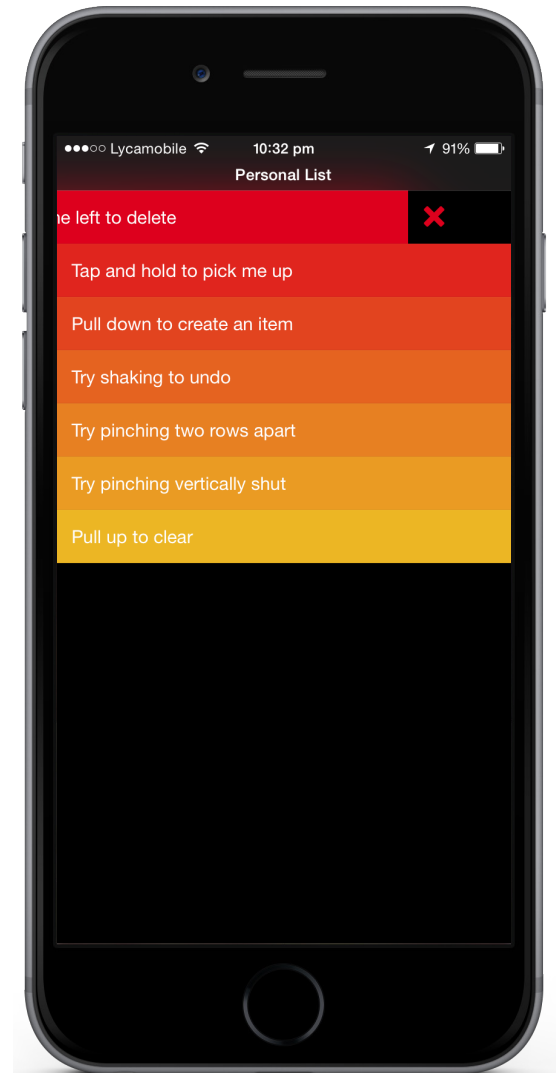 Lycamobile 10:32 pm 91%
Personal List
ne left to delete
Tap and hold to pick me up
Pull down to create an item
Try shaking to undo
Try pinching two rows apart
Try pinching vertically shut
Pull up to clear